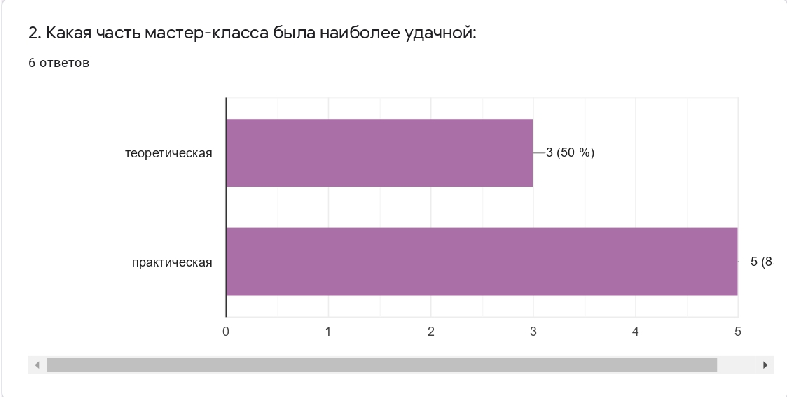 2. Какая часть мастер-класса была наиболее удачной:
6 ответов
теоретическая
3 (50 %)
практическая
5 (8
0 1 2 3 4 5